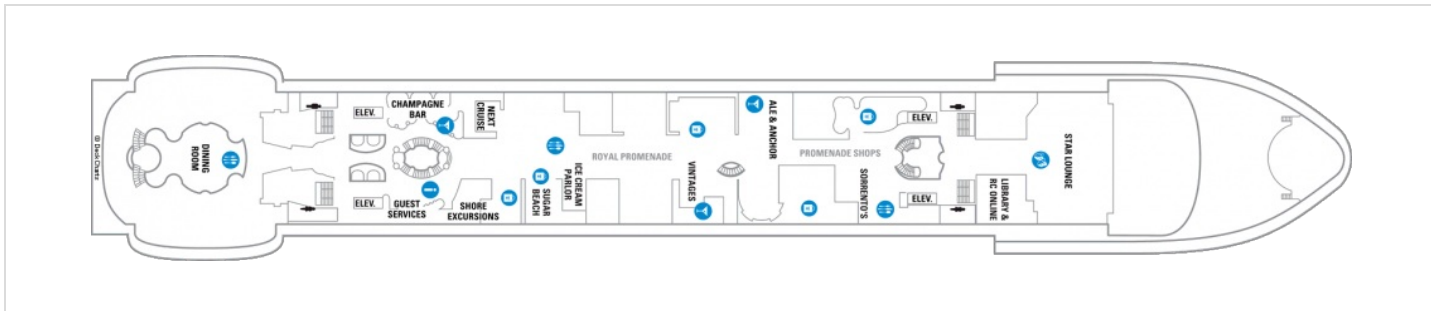 © Deck Chartz
DINING
ROOM
ELEV.
ELEV.
CHAMPAGNE
BAR
GUEST
SERVICES
NEXT
CRUISE
SHORE
EXCURSIONS
SUGAR
BEACH
ICE CREAM
PARLOR
ROYAL PROMENADE
VINTAGES
ALE & ANCHOR
PROMENADE SHOPS
SORRENTO'S
ELEV.
ELEV.
LIBRARY &
RC ONLINE
STAR LOUNGE